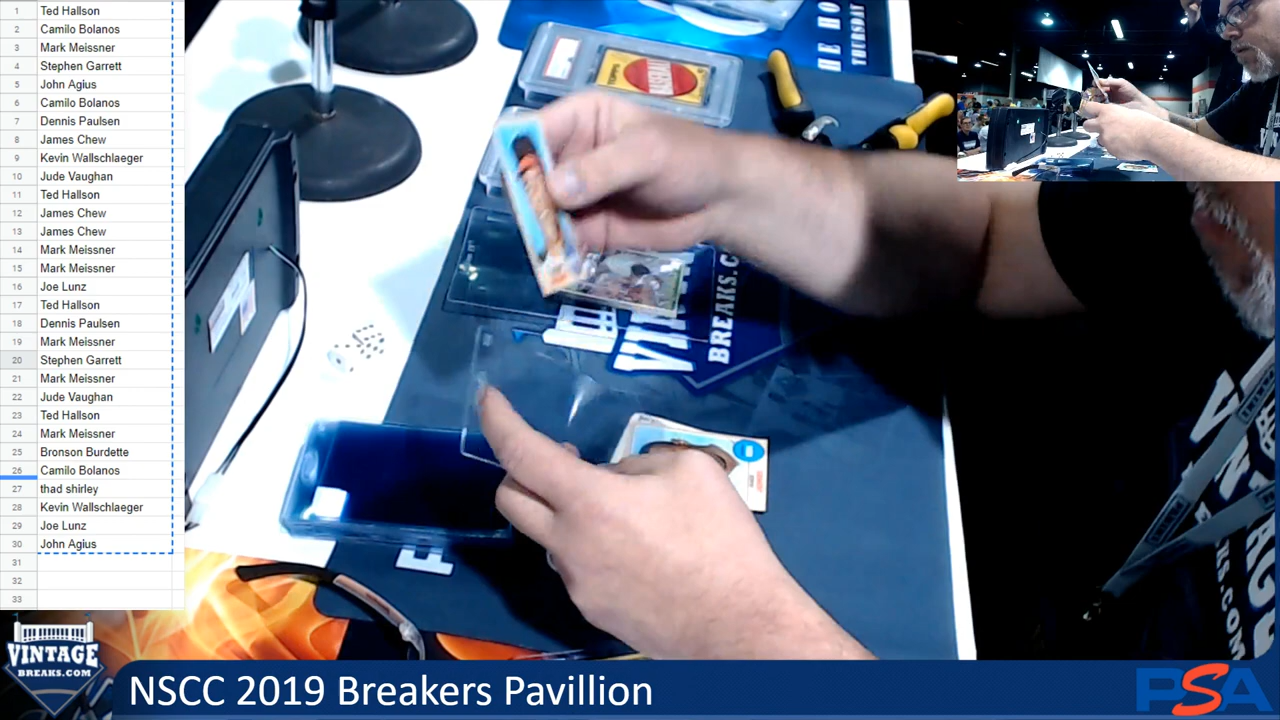 1 Ted Hallson
2 Camilo Bolanos
3 Mark Meissner
4 Stephen Garrett
5 John Agius
6 Camilo Bolanos
7 Dennis Paulsen
8 James Chew
9 Kevin Wallschlaeger
10 Jude Vaughan
11 Ted Hallson
12 James Chew
13 James Chew
14 Mark Meissner
15 Mark Meissner
16 Joe Lunz
17 Ted Hallson
18 Dennis Paulsen
19 Mark Meissner
20 Stephen Garrett
21 Mark Meissner
22 Jude Vaughan
23 Ted Hallson
24 Mark Meissner
25 Bronson Burdette
26 Camilo Bolanos
27 thad shirley
28 Kevin Wallschlaeger
29 Joe Lunz
30 John Agius
31
32
33
THURSDAY
BREAKS.C
VINTAGE
BREAKS.COM
NSCC 2019 Breakers Pavillion
PSA